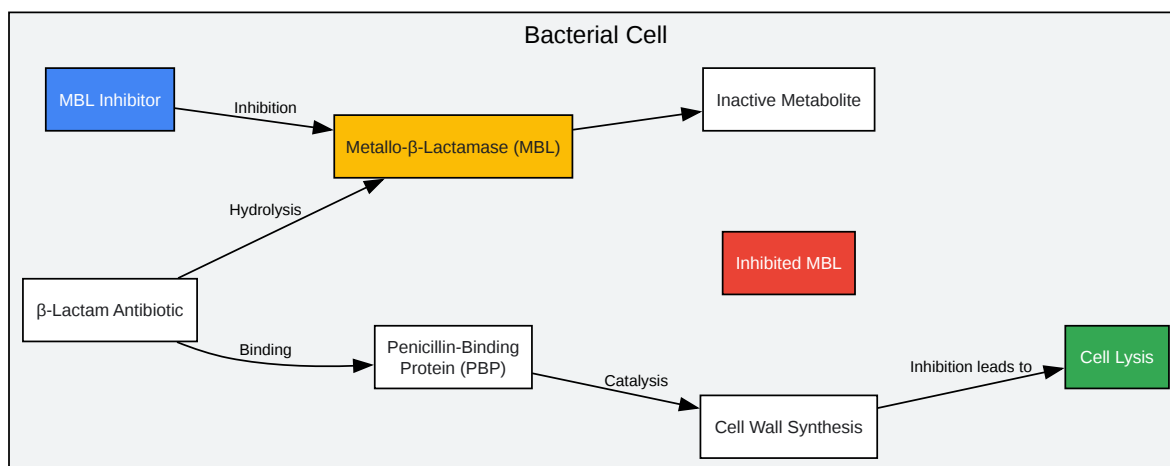 Bacterial Cell
MBL Inhibitor
Inhibition
Metallo-β-Lactamase (MBL)
Inactive Metabolite
Hydrolysis
Inhibited MBL
β-Lactam Antibiotic
Binding
Penicillin-Binding
Protein (PBP)
Catalysis
Cell Wall Synthesis
Inhibition leads to
Cell Lysis